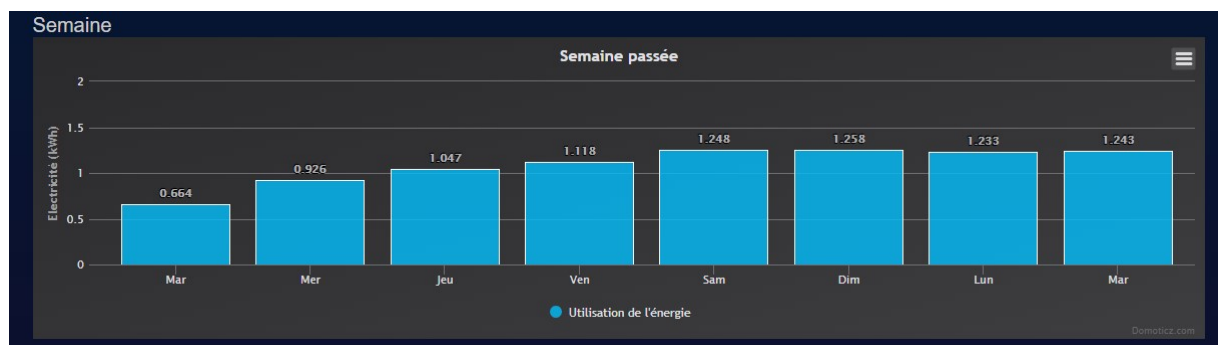 Semaine
Semaine passée
Electricité (kWh)
2
1.5
1
0.5
0
0.664
0.926
1.047
1.118
1.248
1.258
1.233
1.243
Mar Mer Jeu Ven Sam Dim Lun Mar
Utilisation de l'énergie
Domoticz.com